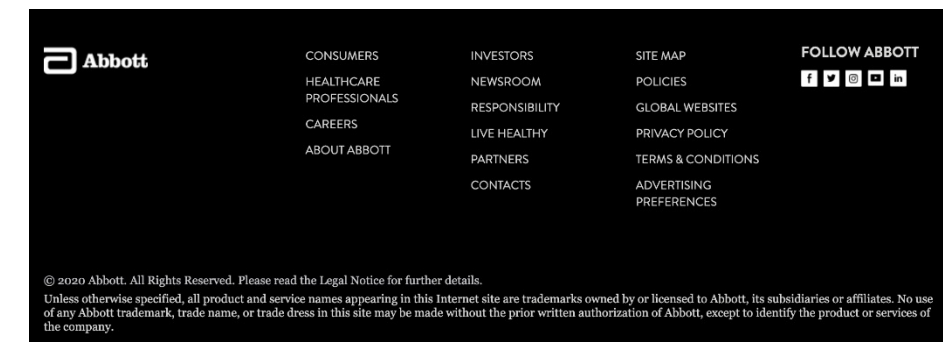 Abbott
CONSUMERS
HEALTHCARE
PROFESSIONALS
CAREERS
ABOUT ABBOTT
INVESTORS
NEWSROOM
RESPONSIBILITY
LIVE HEALTHY
PARTNERS
CONTACTS
SITE MAP
POLICIES
GLOBAL WEBSITES
PRIVACY POLICY
TERMS & CONDITIONS
ADVERTISING
PREFERENCES
FOLLOW ABBOTT
© 2020 Abbott. All Rights Reserved. Please read the Legal Notice for further details.
Unless otherwise specified, all product and service names appearing in this Internet site are trademarks owned by or licensed to Abbott, its subsidiaries or affiliates. No use
of any Abbott trademark, trade name, or trade dress in this site may be made without the prior written authorization of Abbott, except to identify the product or services of
the company.